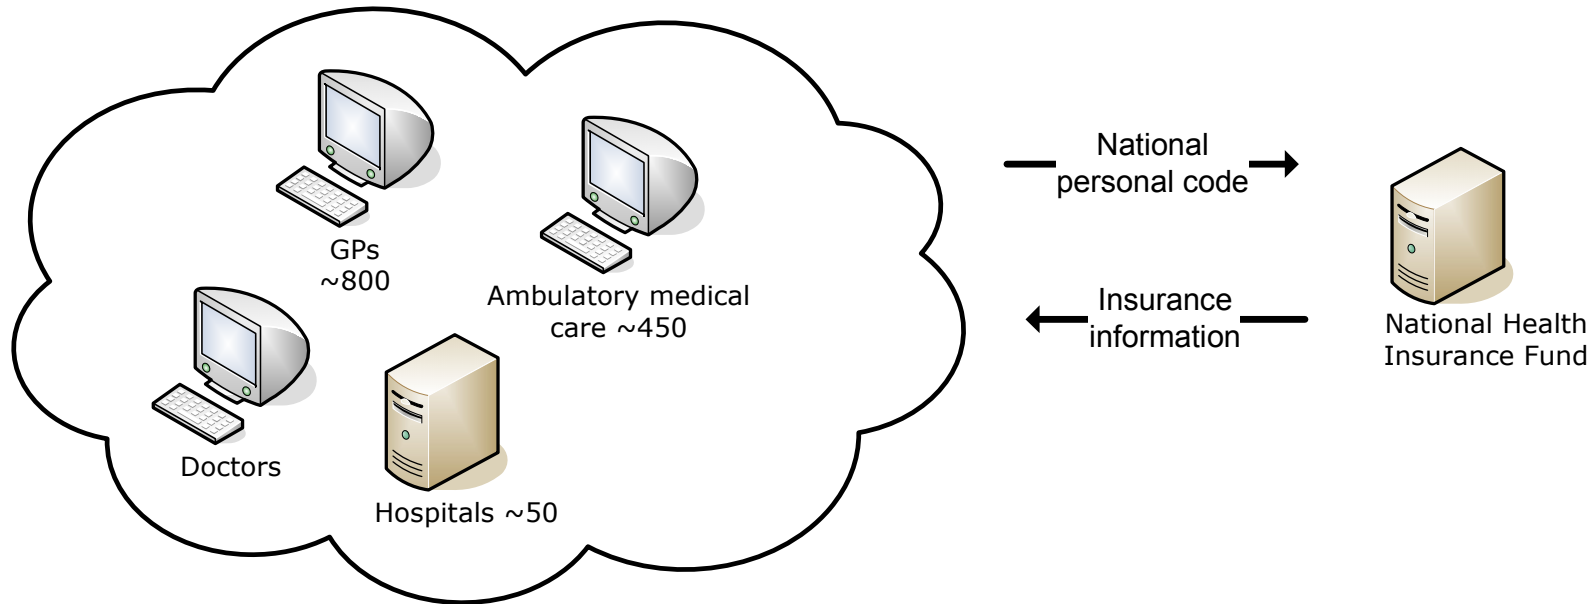 GPs
~800
Ambulatory medical
care ~450
Doctors
Hospitals ~50
National
personal code
Insurance
information
National Health
Insurance Fund